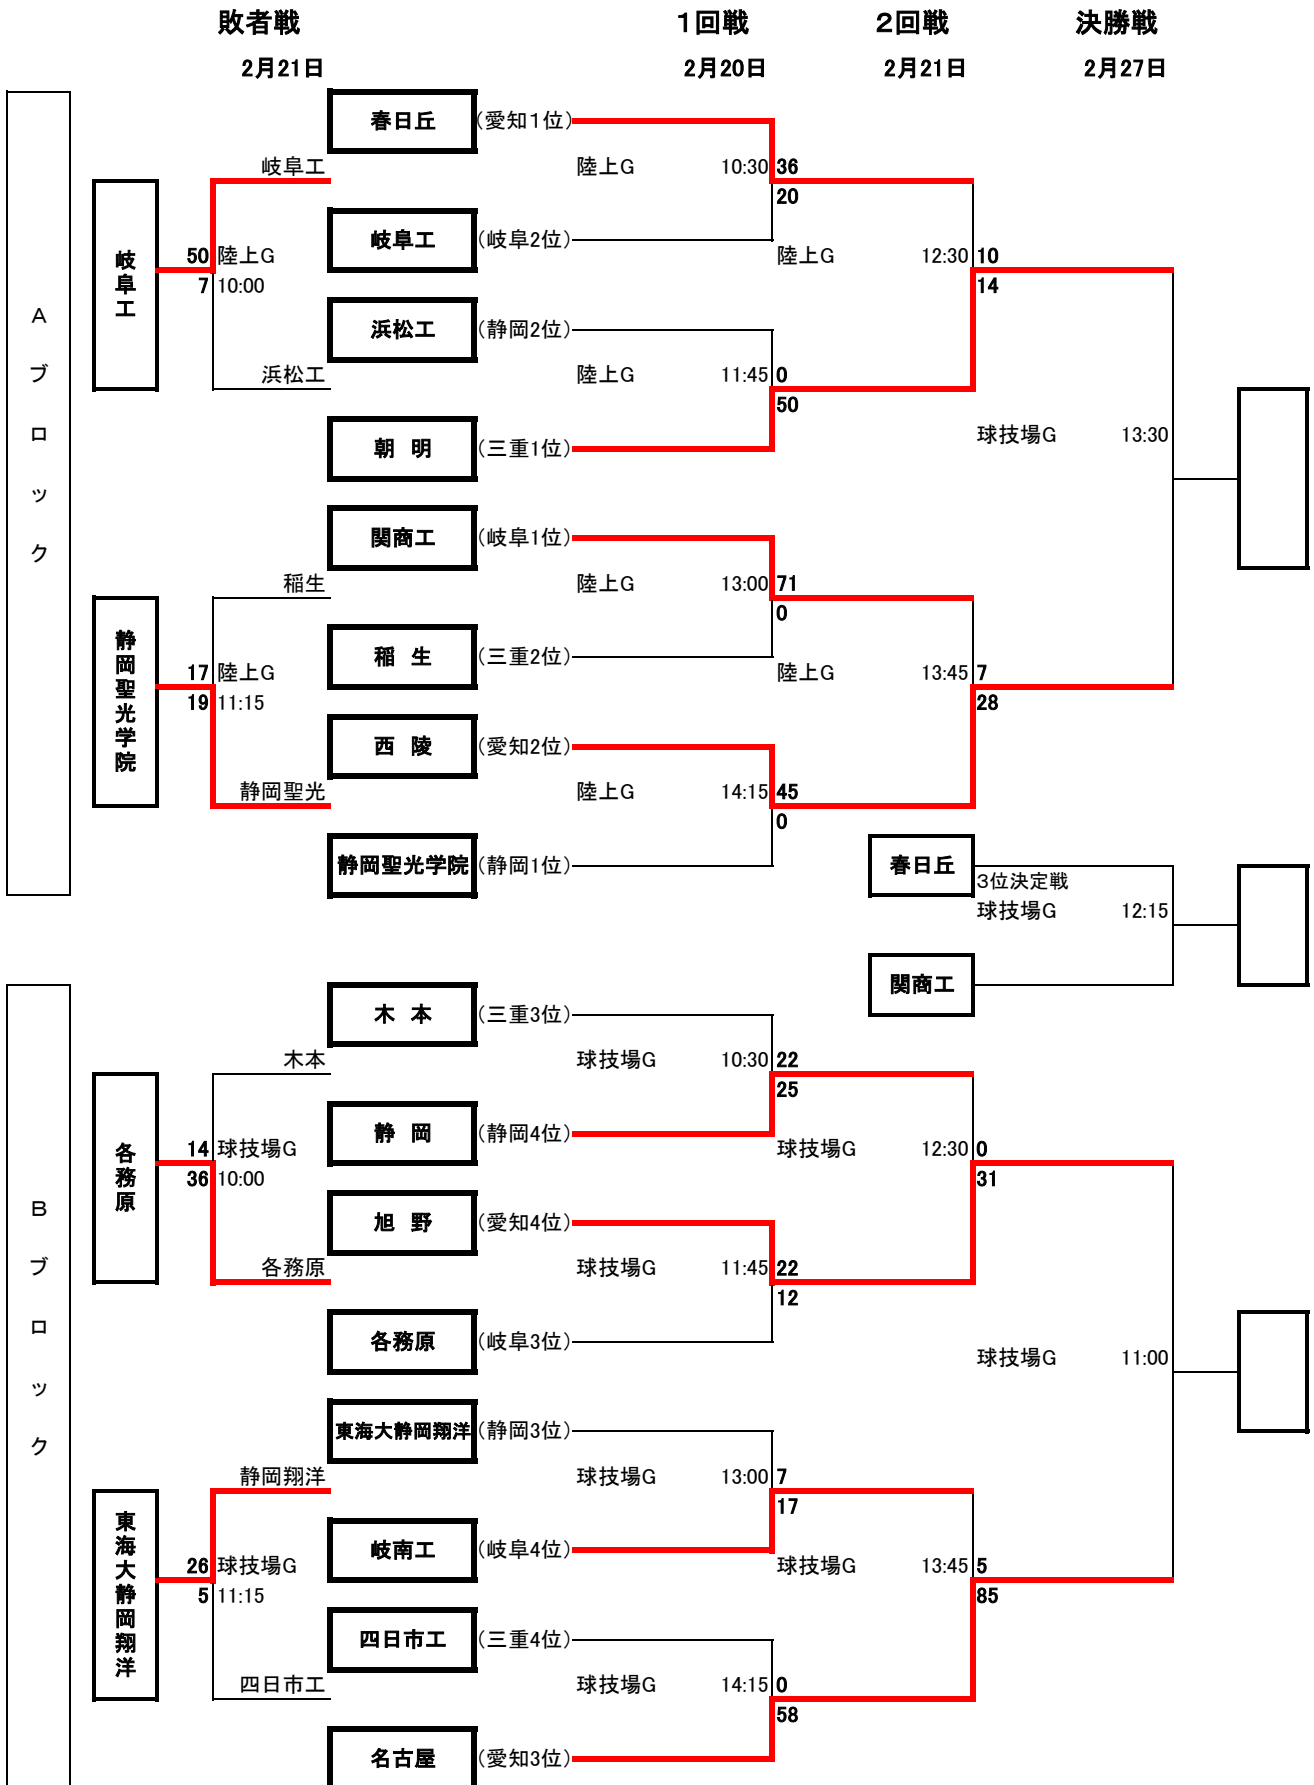 敗者戦 1回戦 2回戦 決勝戦
2月21日 2月20日 2月21日 2月27日
Aブロック
春日丘 (愛知1位)
岐阜工 陸上G 10:30 36
20
岐阜工 (岐阜2位)
岐阜工 50 陸上G 陸上G 12:30 10
7 10:00 14
浜松工 (静岡2位)
浜松工 陸上G 11:45 0
50
朝 明 (三重1位) 球技場G 13:30
関商工 (岐阜1位)
稲生 陸上G 13:00 71
0
稲 生 (三重2位)
静岡聖光学院 17 陸上G 陸上G 13:45 7
19 11:15 28
西 陵 (愛知2位)
静岡聖光 陸上G 14:15 45
0
静岡聖光学院 (静岡1位) 春日丘
3位決定戦
球技場G 12:15
関商工
Bブロック
木 本 (三重3位)
木本 球技場G 10:30 22
25
静 岡 (静岡4位)
各務原 14 球技場G 球技場G 12:30 0
36 10:00 31
旭 野 (愛知4位)
各務原 球技場G 11:45 22
12
各務原 (岐阜3位) 球技場G 11:00
東海大静岡翔洋 (静岡3位)
静岡翔洋 球技場G 13:00 7
17
岐南工 (岐阜4位)
東海大静岡翔洋 26 球技場G 球技場G 13:45 5
5 11:15 85
四日市工 (三重4位)
四日市工 球技場G 14:15 0
58
名古屋 (愛知3位)